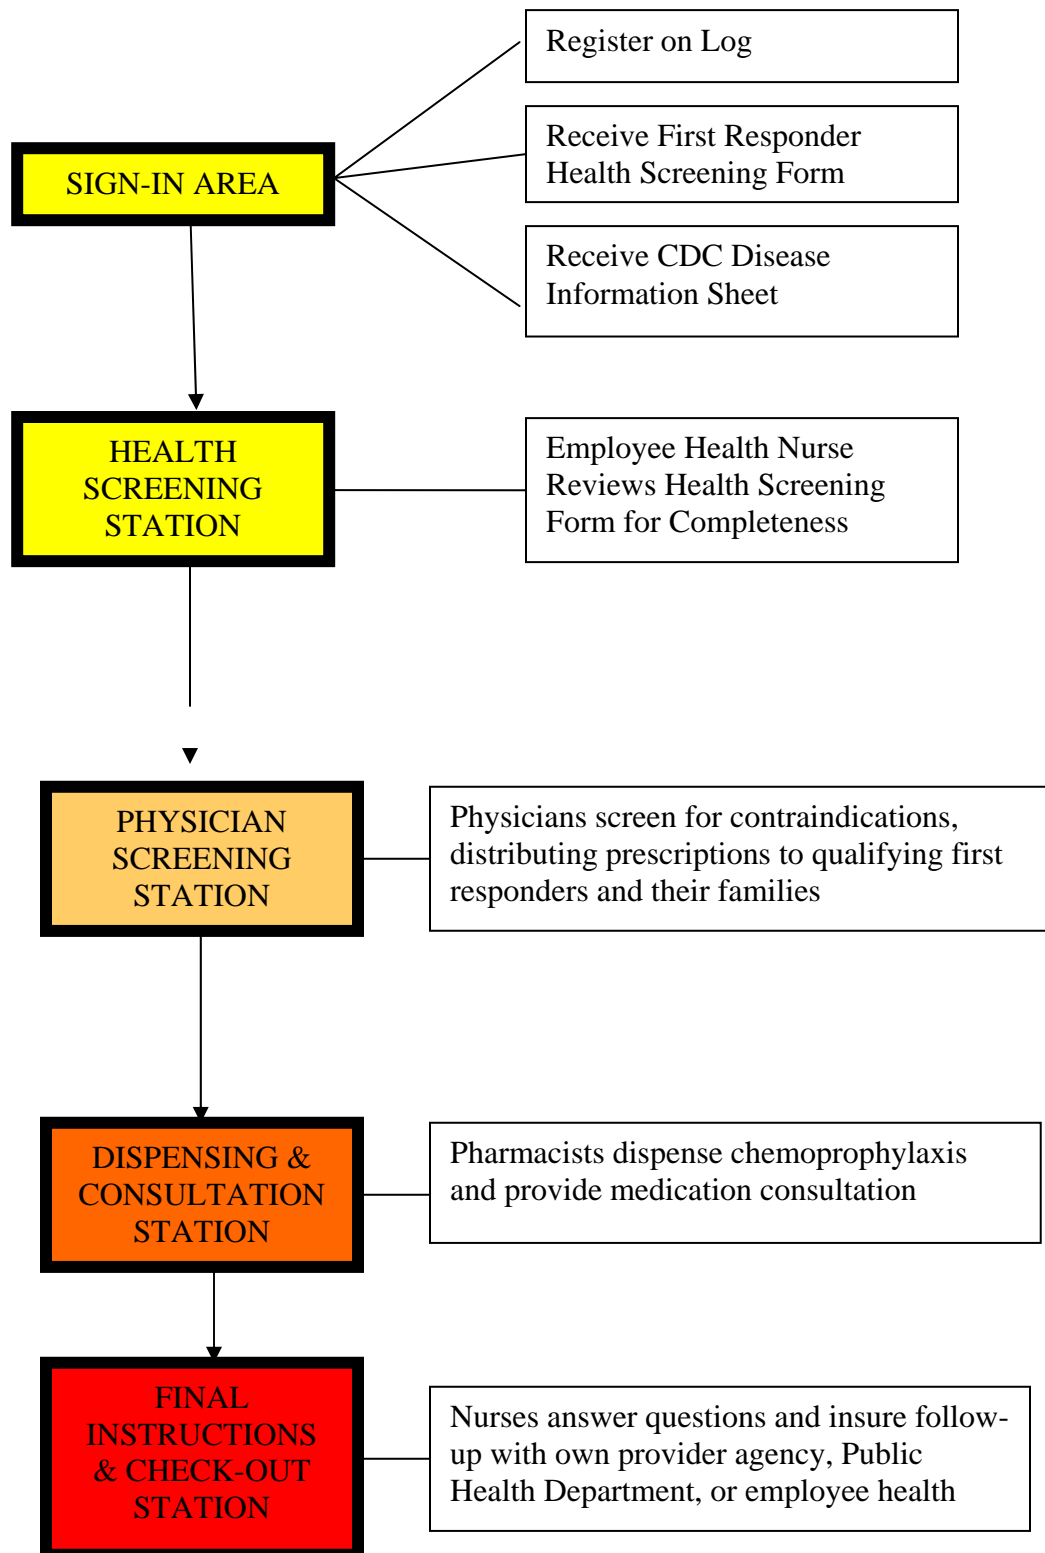 Register on Log
SIGN-IN AREA
Receive First Responder
Health Screening Form
Receive CDC Disease
Information Sheet
HEALTH
SCREENING
STATION
Employee Health Nurse
Reviews Health Screening
Form for Completeness
PHYSICIAN
SCREENING
STATION
Physicians screen for contraindications,
distributing prescriptions to qualifying first
responders and their families
DISPENSING &
CONSULTATION
STATION
Pharmacists dispense chemoprophylaxis
and provide medication consultation
FINAL
INSTRUCTIONS
& CHECK-OUT
STATION
Nurses answer questions and insure follow-
up with own provider agency, Public
Health Department, or employee health